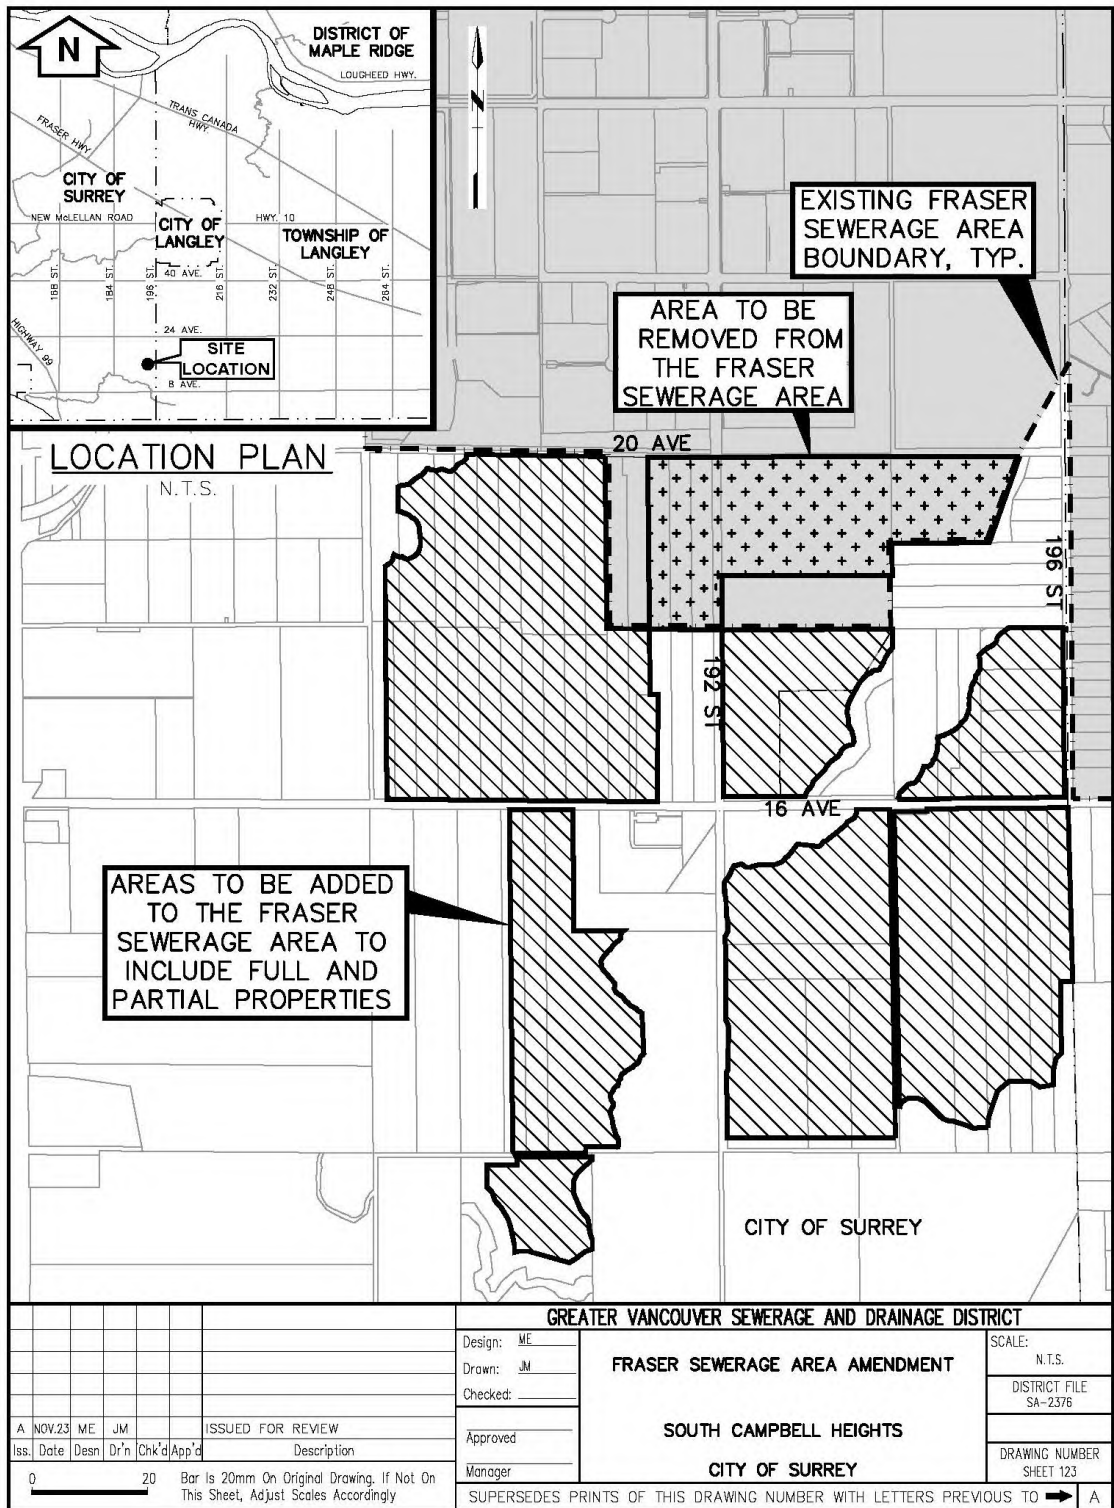 N
DISTRICT OF
MAPLE RIDGE
LOUGHEED HWY.
TRANS CANADA
HWY.
FRASER HWY
CITY OF
SURREY
NEW McLELLAN ROAD
CITY OF
LANGLEY
HWY. 10
TOWNSHIP OF
LANGLEY
40 AVE.
168 ST.
184 ST.
196 ST.
216 ST.
232 ST.
248 ST.
264 ST.
HIGHWAY 99
24 AVE.
SITE
LOCATION
8 AVE.
LOCATION PLAN
N.T.S.
N
EXISTING FRASER
SEWERAGE AREA
BOUNDARY, TYP.
AREA TO BE
REMOVED FROM
THE FRASER
SEWERAGE AREA
20 AVE
196 ST
192 ST
16 AVE
AREAS TO BE ADDED
TO THE FRASER
SEWERAGE AREA TO
INCLUDE FULL AND
PARTIAL PROPERTIES
CITY OF SURREY
GREATER VANCOUVER SEWERAGE AND DRAINAGE DISTRICT
Design: ME
Drawn: JM
Checked:
Approved
Manager
FRASER SEWERAGE AREA AMENDMENT
SOUTH CAMPBELL HEIGHTS
CITY OF SURREY
SCALE:
N.T.S.
DISTRICT FILE
SA-2376
DRAWING NUMBER
SHEET 123
A NOV.23 ME JM ISSUED FOR REVIEW
Iss. Date Desn Dr'n Chk'd App'd Description
0 20 Bar Is 20mm On Original Drawing. If Not On
This Sheet, Adjust Scales Accordingly
SUPERSEDES PRINTS OF THIS DRAWING NUMBER WITH LETTERS PREVIOUS TO A